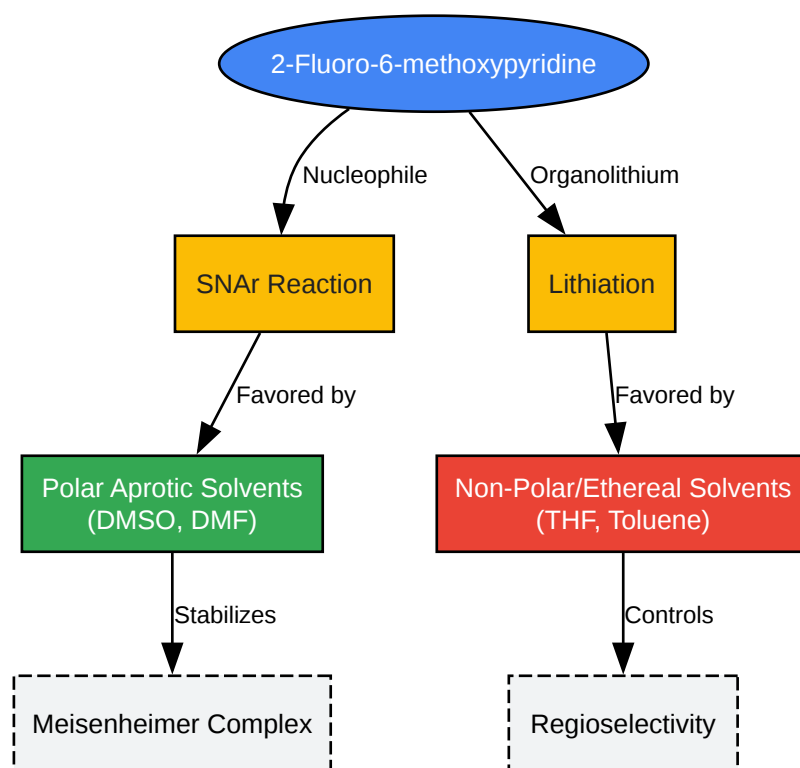 2-Fluoro-6-methoxypyridine
Nucleophile
Organolithium
SNAr Reaction
Lithiation
Favored by
Favored by
Polar Aprotic Solvents
(DMSO, DMF)
Non-Polar/Ethereal Solvents
(THF, Toluene)
Stabilizes
Controls
Meisenheimer Complex
Regioselectivity